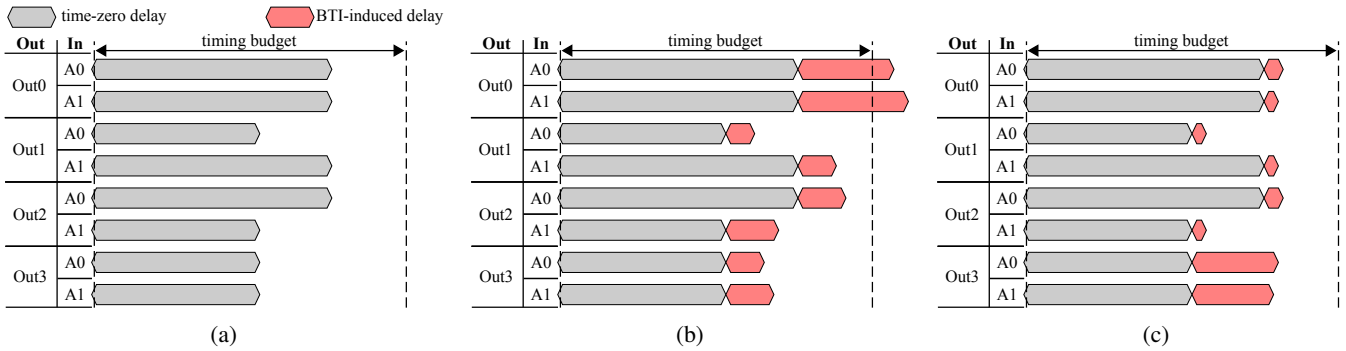 time-zero delay BTI-induced delay
Out In timing budget
Out0 A0
A1
Out1 A0
A1
Out2 A0
A1
Out3 A0
A1
(a)
Out In timing budget
Out0 A0
A1
Out1 A0
A1
Out2 A0
A1
Out3 A0
A1
(b)
Out In timing budget
Out0 A0
A1
Out1 A0
A1
Out2 A0
A1
Out3 A0
A1
(c)